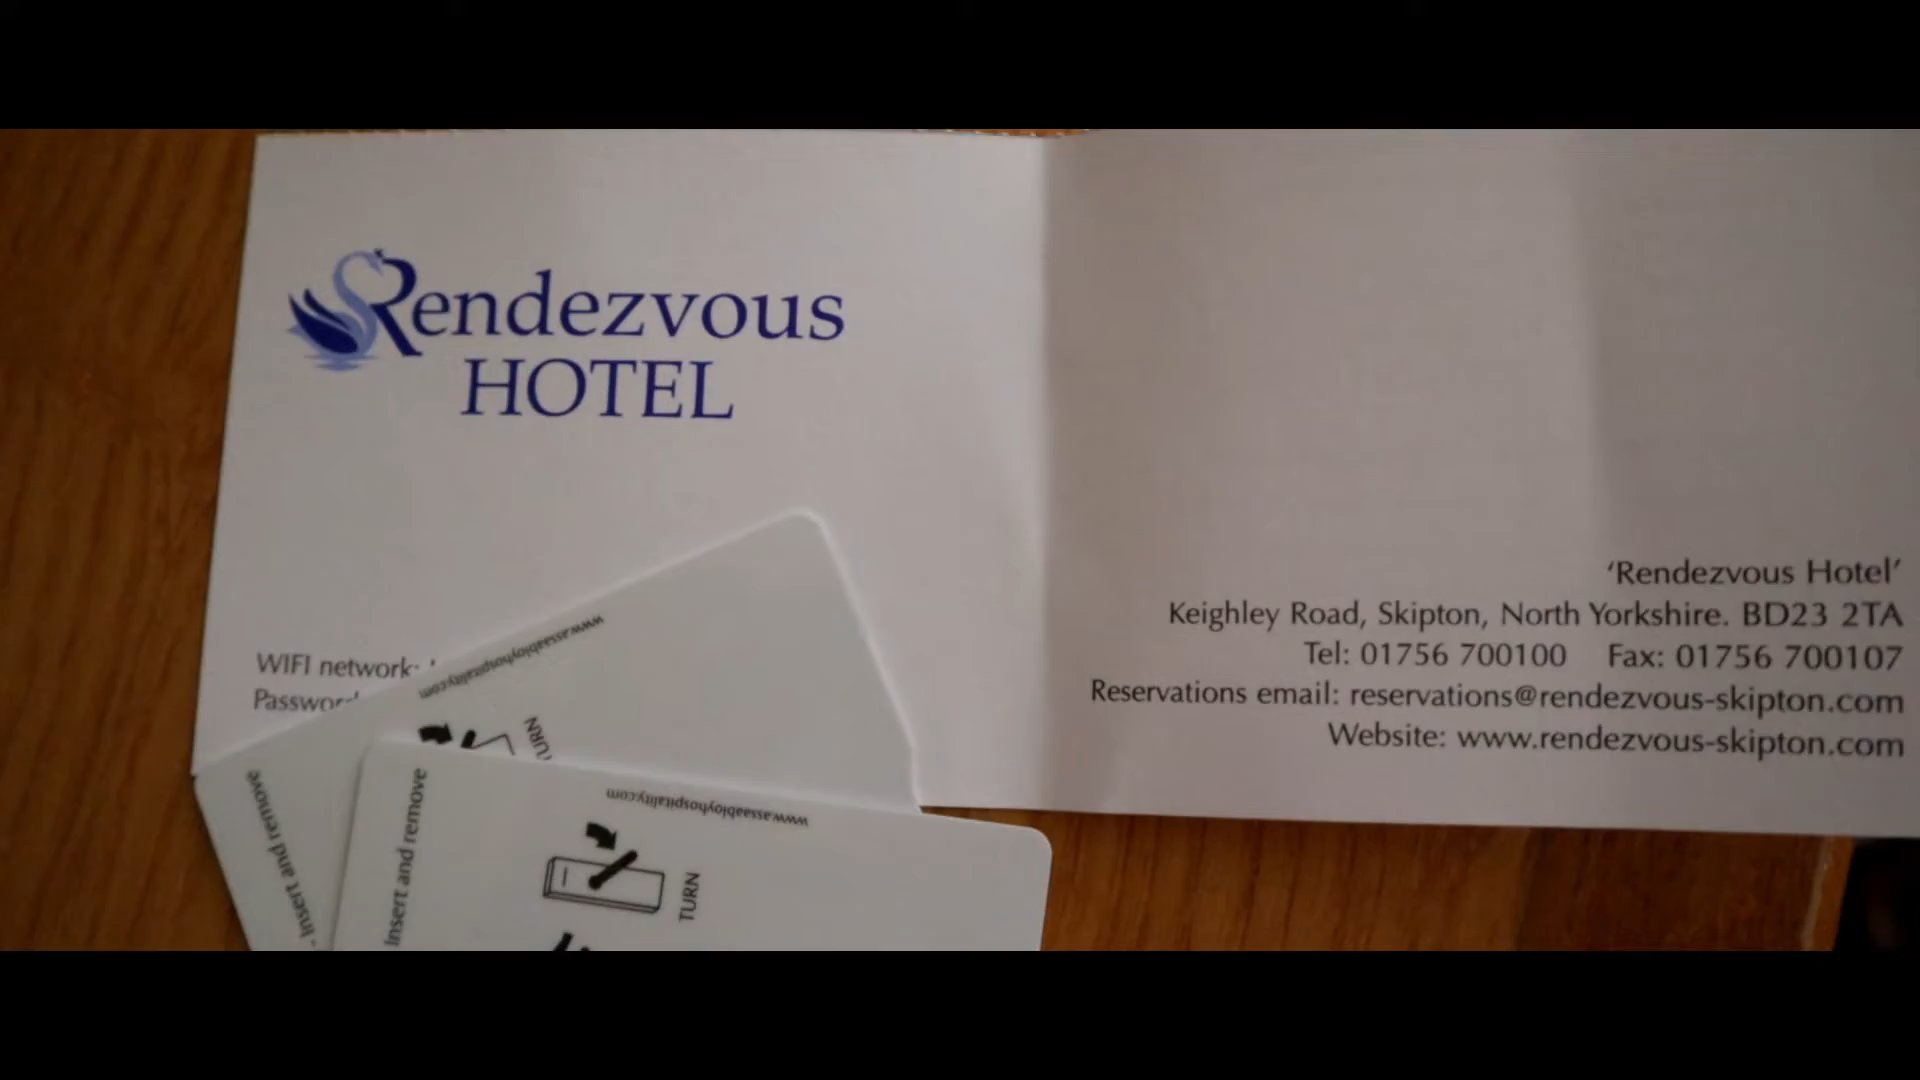 Rendezvous
HOTEL
WIFI network:
Password
'Rendezvous Hotel'
Keighley Road, Skipton, North Yorkshire. BD23 2TA
Tel: 01756 700100 Fax: 01756 700107
Reservations email: reservations@rendezvous-skipton.com
Website: www.rendezvous-skipton.com
www.assaabloyhospitality.com
TURN
- Insert and remove
www.assaabloyhospitality.com
Insert and remove
TURN